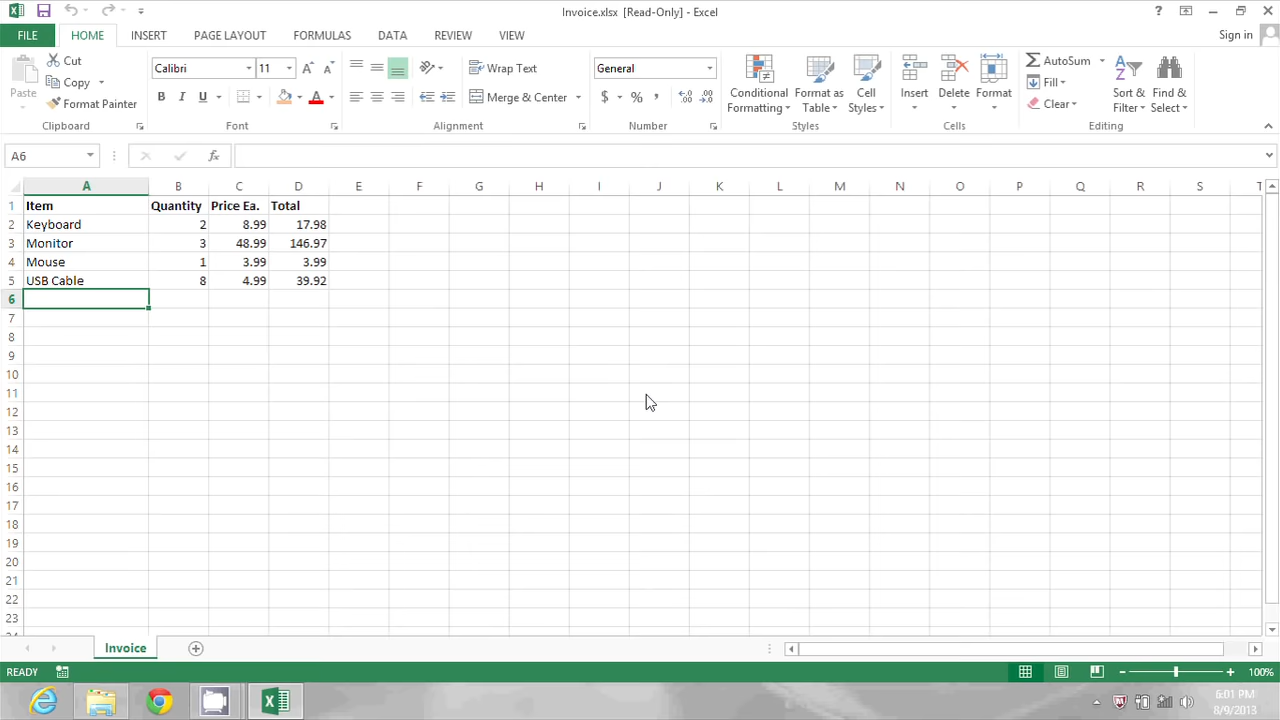 Invoice.xlsx [Read-Only] - Excel
?
FILE HOME INSERT PAGE LAYOUT FORMULAS DATA REVIEW VIEW Sign in
Paste
Cut
Copy
Format Painter
Clipboard
Calibri 11
B I U A
Font
Wrap Text
Merge & Center
Alignment
General
$ % ,
Number
Conditional Formatting
Format as Table
Cell Styles
Styles
Insert Delete Format
Cells
AutoSum
Fill
Clear
Sort & Filter
Find & Select
Editing
A6 fx
A B C D E F G H I J K L M N O P Q R S T
1 Item Quantity Price Ea. Total
2 Keyboard 2 8.99 17.98
3 Monitor 3 48.99 146.97
4 Mouse 1 3.99 3.99
5 USB Cable 8 4.99 39.92
6
7
8
9
10
11
12
13
14
15
16
17
18
19
20
21
22
23
24
Invoice
READY 100%
6:01 PM
8/9/2013